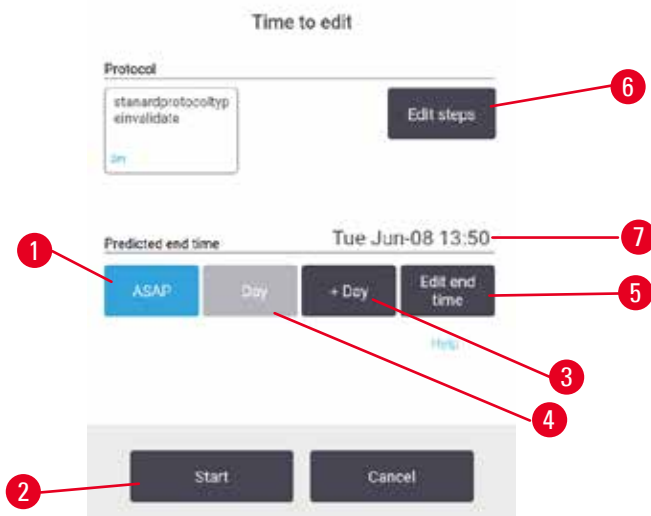 Time to edit
Protocol
stanardprotocoltyp
einvalidate
6
Edit steps
Predicted end time
Tue Jun-08 13:50
7
1
ASAP
Day
+ Day
Edit end
time
5
Help
3
4
2
Start
Cancel